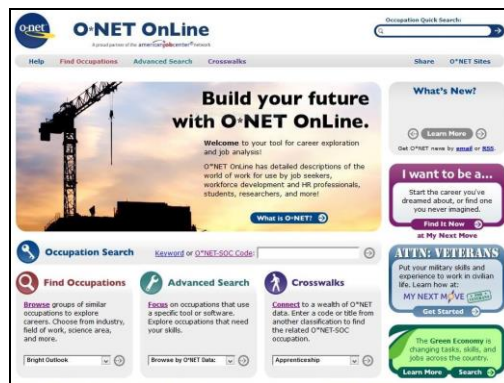 o·net
O*NET OnLine
A proud partner of the americanjobcenter® network
Occupation Quick Search:
Help Find Occupations Advanced Search Crosswalks Share O*NET Sites
Build your future
with O*NET OnLine.
Welcome to your tool for career exploration
and job analysis!
O*NET OnLine has detailed descriptions of the
world of work for use by job seekers,
workforce development and HR professionals,
students, researchers, and more!
What is O*NET?
What's New?
Learn More
Get O*NET news by email or RSS.
I want to be a...
Start the career you've
dreamed about, or find one
you never imagined.
Find It Now
at My Next Move
Occupation Search Keyword or O*NET-SOC Code:
Find Occupations
Browse groups of similar
occupations to explore
careers. Choose from industry,
field of work, science area,
and more.
Bright Outlook
Advanced Search
Focus on occupations that use
a specific tool or software.
Explore occupations that need
your skills.
Browse by O*NET Data:
Crosswalks
Connect to a wealth of O*NET
data. Enter a code or title from
another classification to find
the related O*NET-SOC
occupation.
Apprenticeship
ATTN: VETERANS
Put your military skills and
experience to work in civilian
life. Learn how at:
MY NEXT MOVE
Get Started
The Green Economy is
changing tasks, skills, and
jobs across the country.
Learn More Search